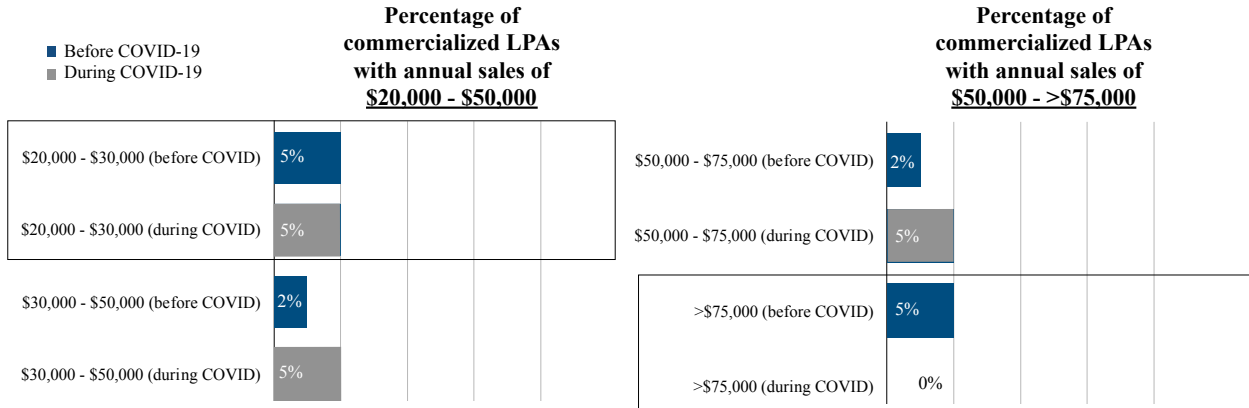 Before COVID-19
During COVID-19
Percentage of
commercialized LPAs
with annual sales of
$20,000 - $50,000
$20,000 - $30,000 (before COVID)
5%
$20,000 - $30,000 (during COVID)
5%
$30,000 - $50,000 (before COVID)
2%
$30,000 - $50,000 (during COVID)
5%
Percentage of
commercialized LPAs
with annual sales of
$50,000 - >$75,000
$50,000 - $75,000 (before COVID)
2%
$50,000 - $75,000 (during COVID)
5%
>$75,000 (before COVID)
5%
>$75,000 (during COVID)
0%